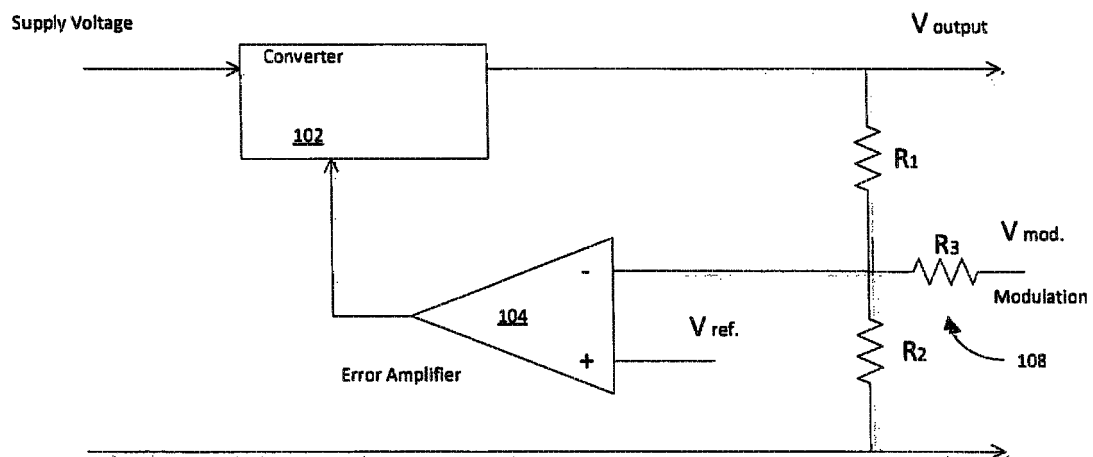 Supply Voltage
V output
Converter
102
R1
R3
V mod.
Modulation
-
104
V ref.
+
R2
108
Error Amplifier